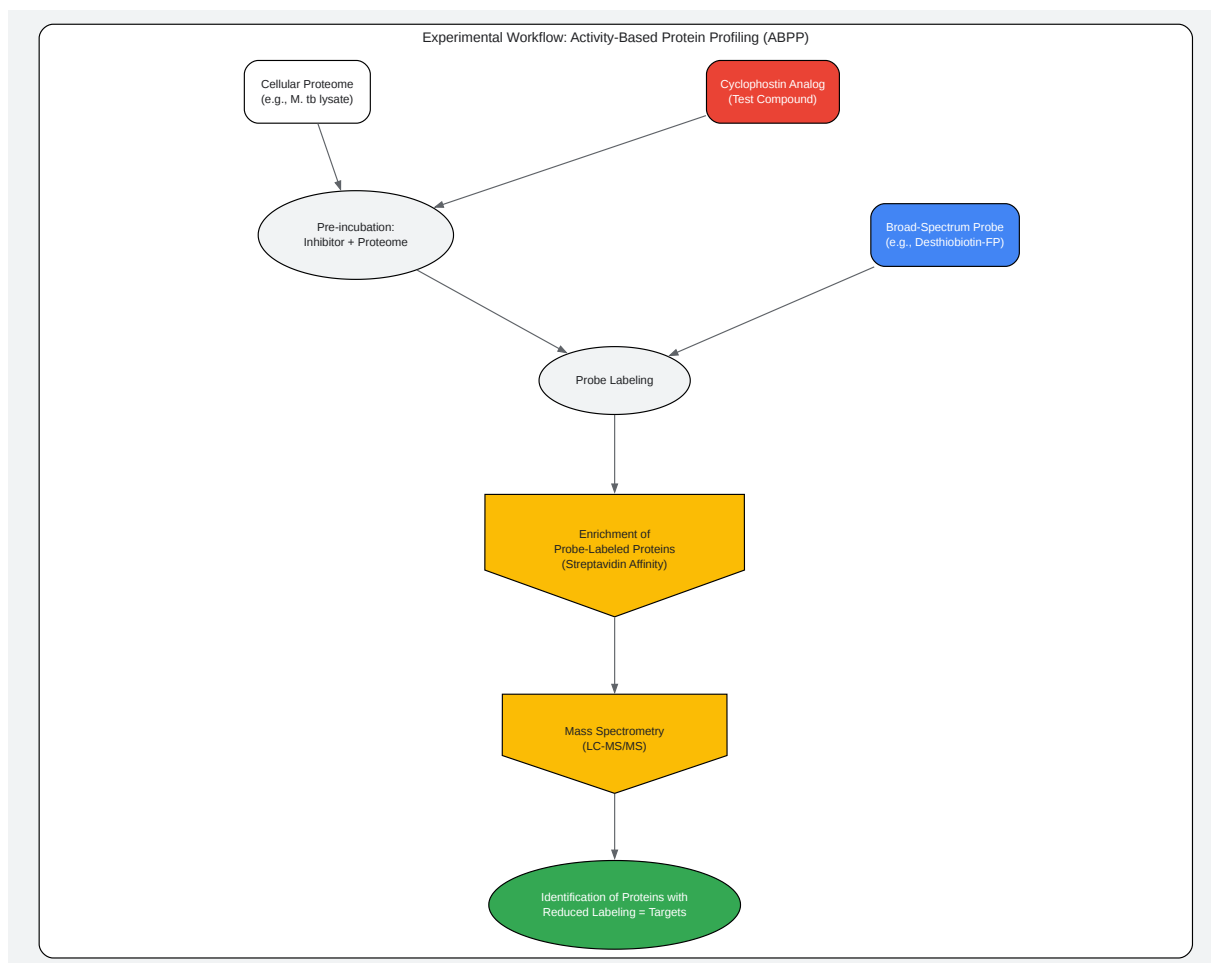 Experimental Workflow: Activity-Based Protein Profiling (ABPP)
Cellular Proteome
(e.g., M. tb lysate)
Cyclophostin Analog
(Test Compound)
Pre-incubation:
Inhibitor + Proteome
Broad-Spectrum Probe
(e.g., Desthiobiotin-FP)
Probe Labeling
Enrichment of
Probe-Labeled Proteins
(Streptavidin Affinity)
Mass Spectrometry
(LC-MS/MS)
Identification of Proteins with
Reduced Labeling = Targets